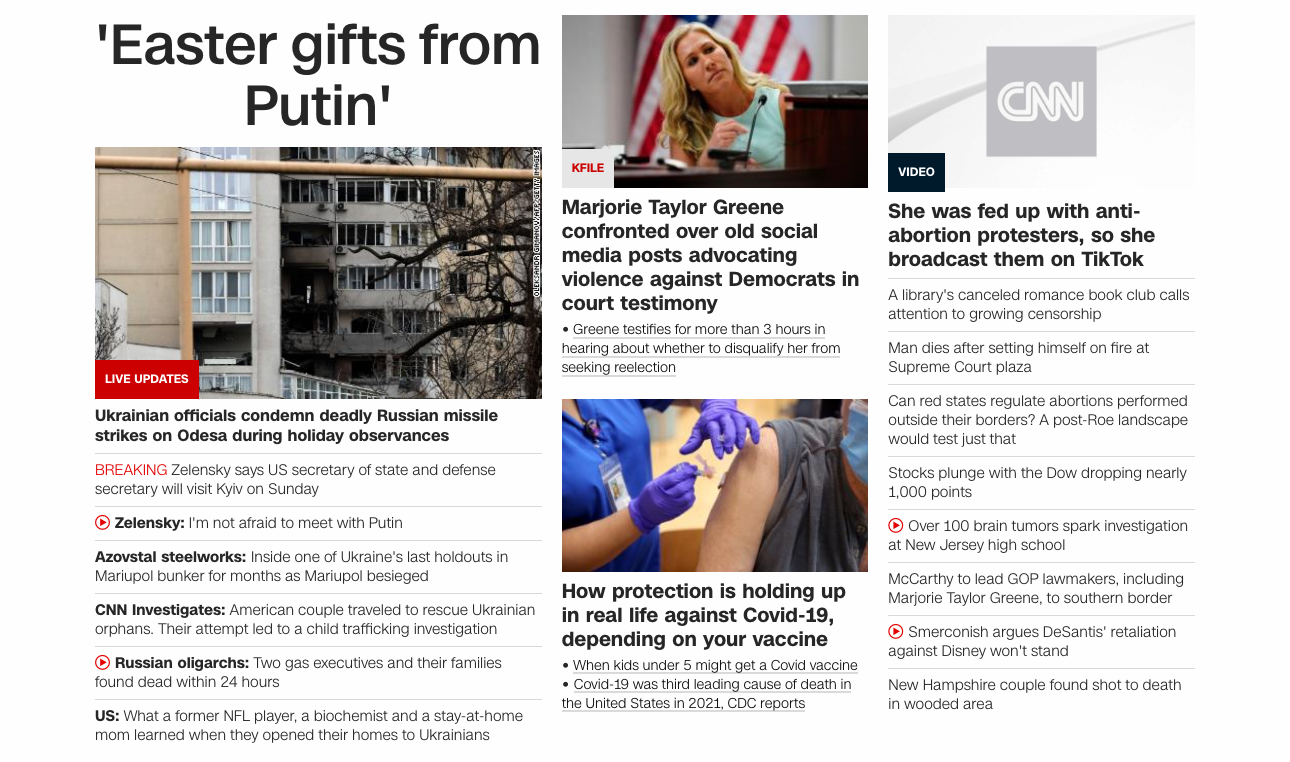 'Easter gifts from
Putin'
OLEKSANDR GIMANOV/AFP/GETTY IMAGES
LIVE UPDATES
Ukrainian officials condemn deadly Russian missile
strikes on Odesa during holiday observances
BREAKING Zelensky says US secretary of state and defense
secretary will visit Kyiv on Sunday
Zelensky: I'm not afraid to meet with Putin
Azovstal steelworks: Inside one of Ukraine's last holdouts in
Mariupol bunker for months as Mariupol besieged
CNN Investigates: American couple traveled to rescue Ukrainian
orphans. Their attempt led to a child trafficking investigation
Russian oligarchs: Two gas executives and their families
found dead within 24 hours
US: What a former NFL player, a biochemist and a stay-at-home
mom learned when they opened their homes to Ukrainians
KFILE
Marjorie Taylor Greene
confronted over old social
media posts advocating
violence against Democrats in
court testimony
• Greene testifies for more than 3 hours in
hearing about whether to disqualify her from
seeking reelection
How protection is holding up
in real life against Covid-19,
depending on your vaccine
• When kids under 5 might get a Covid vaccine
• Covid-19 was third leading cause of death in
the United States in 2021, CDC reports
CNN
VIDEO
She was fed up with anti-
abortion protesters, so she
broadcast them on TikTok
A library's canceled romance book club calls
attention to growing censorship
Man dies after setting himself on fire at
Supreme Court plaza
Can red states regulate abortions performed
outside their borders? A post-Roe landscape
would test just that
Stocks plunge with the Dow dropping nearly
1,000 points
Over 100 brain tumors spark investigation
at New Jersey high school
McCarthy to lead GOP lawmakers, including
Marjorie Taylor Greene, to southern border
Smerconish argues DeSantis' retaliation
against Disney won't stand
New Hampshire couple found shot to death
in wooded area